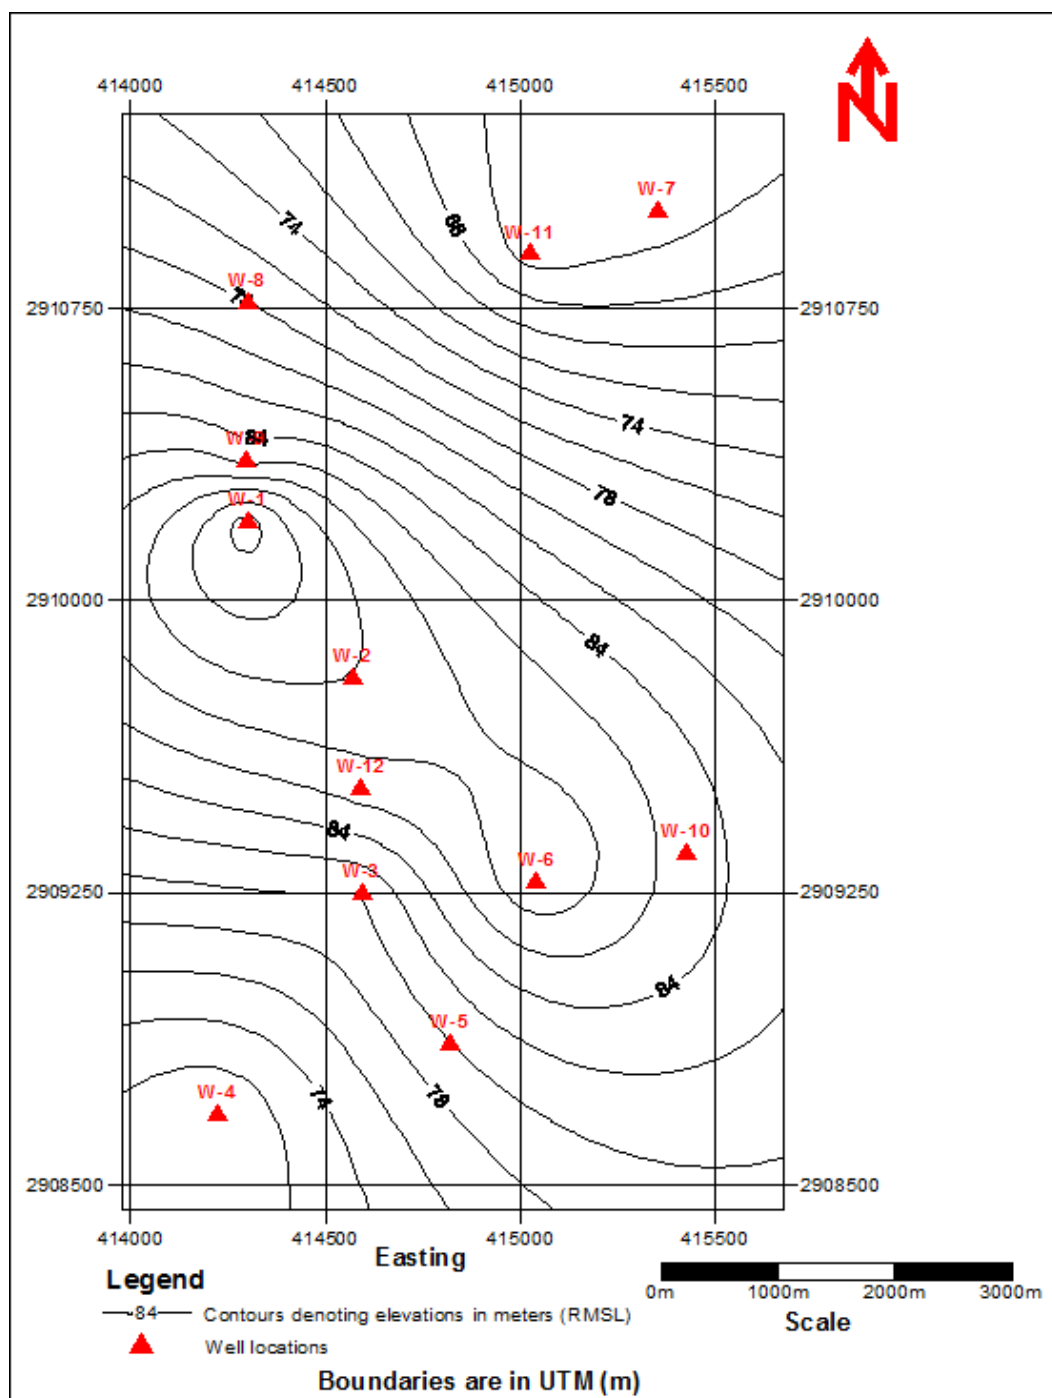 414000 414500 415000 415500
N
W-7
74
68
W-11
W-8
2910750 2910750
74
84
78
W-1
2910000 2910000
84
W-2
W-12
84
W-10
W-6
W-3
2909250 2909250
84
W-5
W-4
74
78
2908500 2908500
414000 414500 415000 415500
Easting
Legend
0m 1000m 2000m 3000m
-84- Contours denoting elevations in meters (RMSL)
Scale
Well locations
Boundaries are in UTM (m)